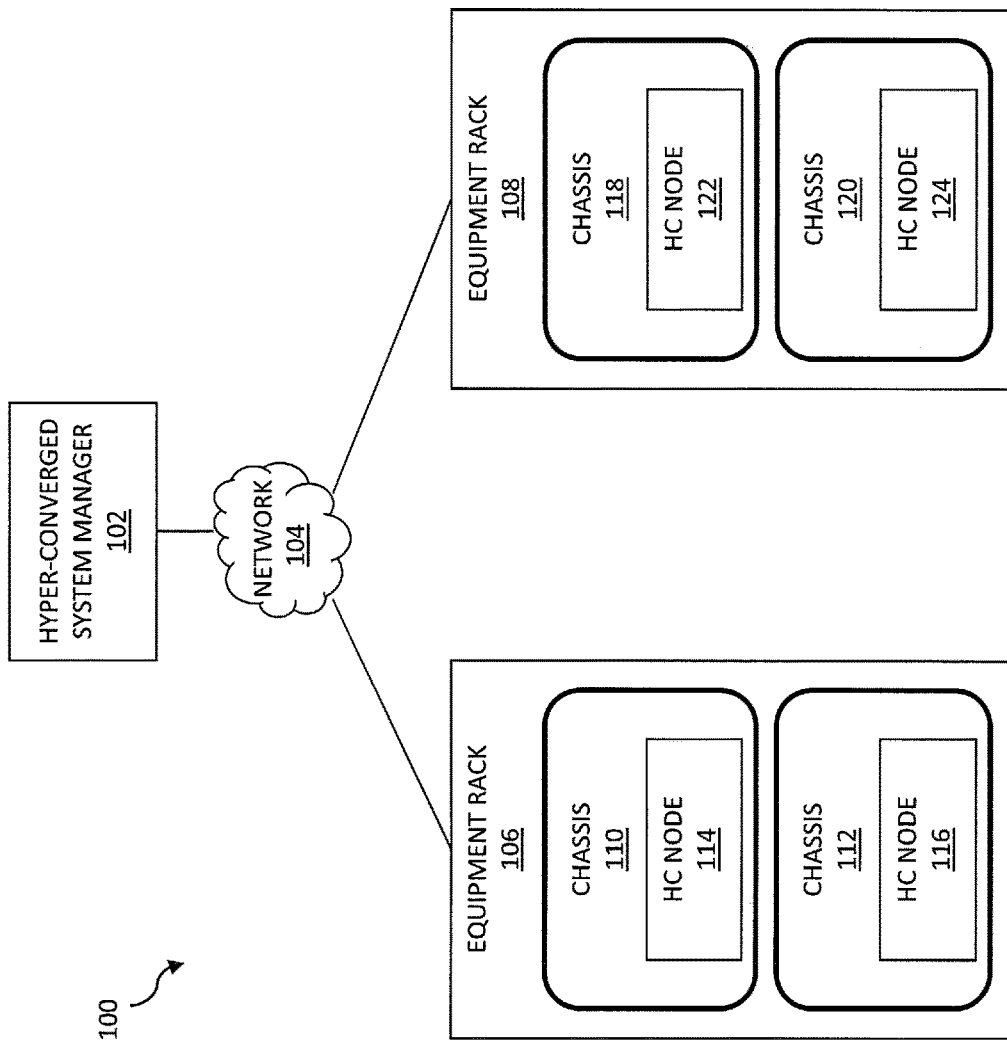 100
HYPER-CONVERGED
SYSTEM MANAGER
102
NETWORK
104
EQUIPMENT RACK
106
CHASSIS
110
HC NODE
114
CHASSIS
112
HC NODE
116
EQUIPMENT RACK
108
CHASSIS
118
HC NODE
122
CHASSIS
120
HC NODE
124